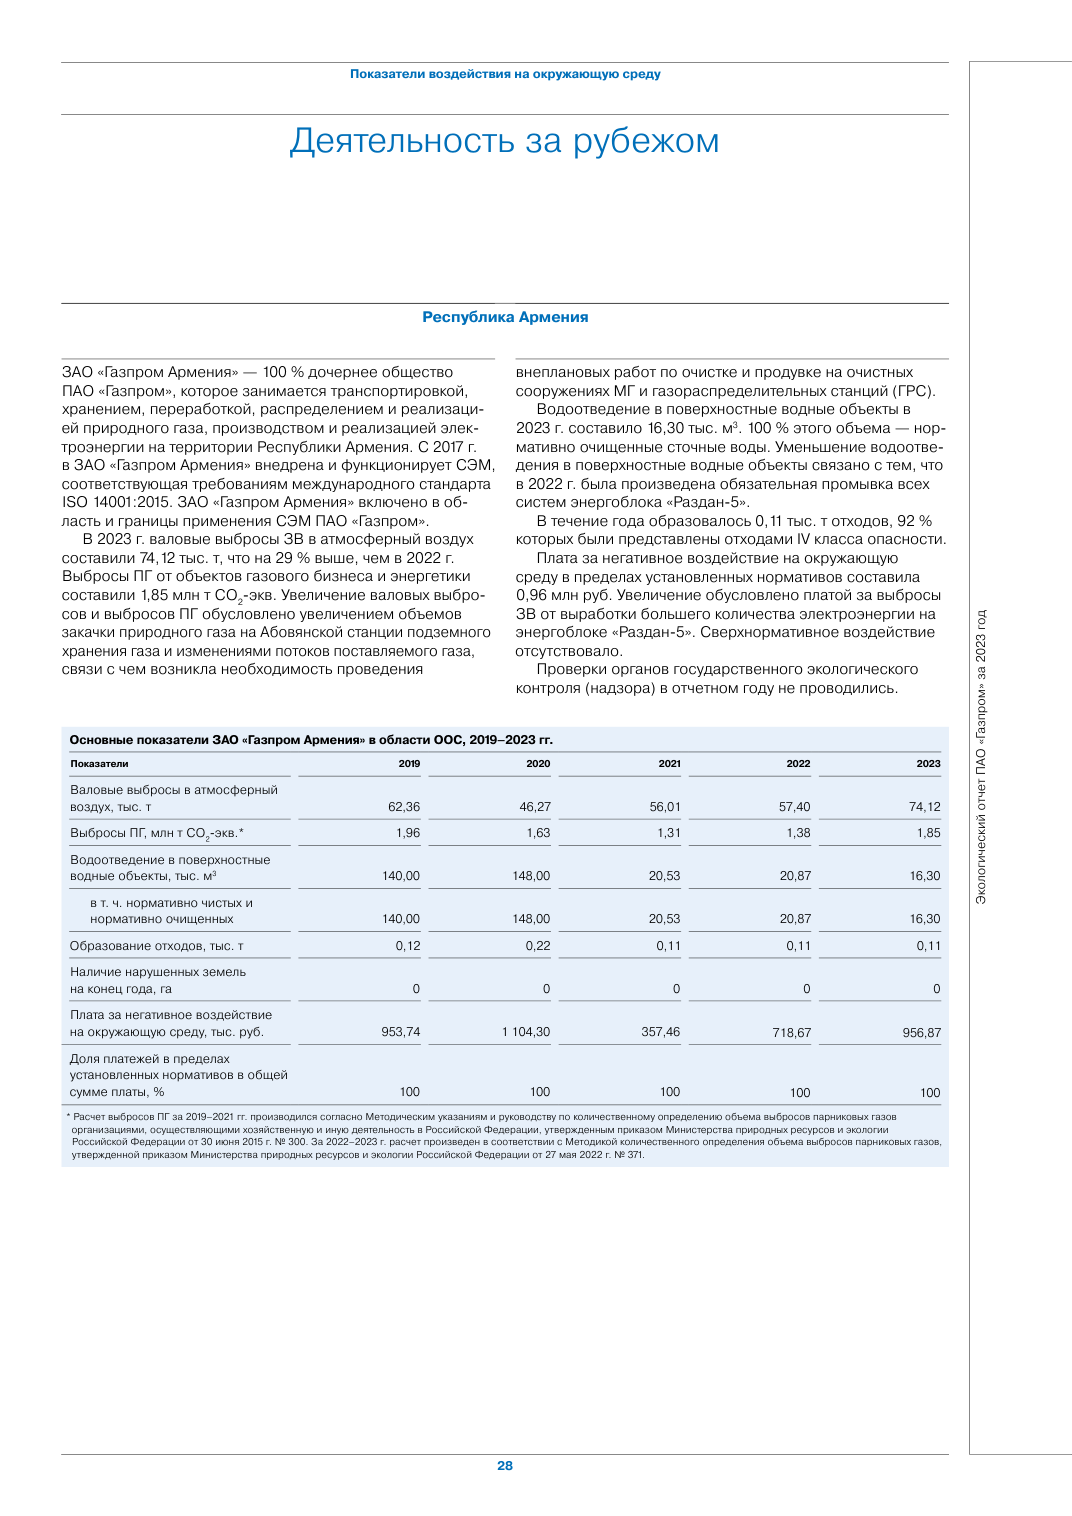 Показатели воздействия на окружающую среду
Деятельность за рубежом
Республика Армения
ЗАО «Газпром Армения» — 100 % дочернее общество
ПАО «Газпром», которое занимается транспортировкой,
хранением, переработкой, распределением и реализаци-
ей природного газа, производством и реализацией элек-
троэнергии на территории Республики Армения. С 2017 г.
в ЗАО «Газпром Армения» внедрена и функционирует СЭМ,
соответствующая требованиям международного стандарта
ISO 14001:2015. ЗАО «Газпром Армения» включено в об-
ласть и границы применения СЭМ ПАО «Газпром».
В 2023 г. валовые выбросы ЗВ в атмосферный воздух
составили 74,12 тыс. т, что на 29 % выше, чем в 2022 г.
Выбросы ПГ от объектов газового бизнеса и энергетики
составили 1,85 млн т CO2-экв. Увеличение валовых выбро-
сов и выбросов ПГ обусловлено увеличением объемов
закачки природного газа на Абовянской станции подземного
хранения газа и изменениями потоков поставляемого газа,
связи с чем возникла необходимость проведения
внеплановых работ по очистке и продувке на очистных
сооружениях МГ и газораспределительных станций (ГРС).
Водоотведение в поверхностные водные объекты в
2023 г. составило 16,30 тыс. м³. 100 % этого объема — нор-
мативно очищенные сточные воды. Уменьшение водоотве-
дения в поверхностные водные объекты связано с тем, что
в 2022 г. была произведена обязательная промывка всех
систем энергоблока «Раздан-5».
В течение года образовалось 0,11 тыс. т отходов, 92 %
которых были представлены отходами IV класса опасности.
Плата за негативное воздействие на окружающую
среду в пределах установленных нормативов составила
0,96 млн руб. Увеличение обусловлено платой за выбросы
ЗВ от выработки большего количества электроэнергии на
энергоблоке «Раздан-5». Сверхнормативное воздействие
отсутствовало.
Проверки органов государственного экологического
контроля (надзора) в отчетном году не проводились.
Основные показатели ЗАО «Газпром Армения» в области ООС, 2019–2023 гг.
Показатели 2019 2020 2021 2022 2023
Валовые выбросы в атмосферный
воздух, тыс. т 62,36 46,27 56,01 57,40 74,12
Выбросы ПГ, млн т CO2-экв.* 1,96 1,63 1,31 1,38 1,85
Водоотведение в поверхностные
водные объекты, тыс. м³ 140,00 148,00 20,53 20,87 16,30
в т. ч. нормативно чистых и
нормативно очищенных 140,00 148,00 20,53 20,87 16,30
Образование отходов, тыс. т 0,12 0,22 0,11 0,11 0,11
Наличие нарушенных земель
на конец года, га 0 0 0 0 0
Плата за негативное воздействие
на окружающую среду, тыс. руб. 953,74 1 104,30 357,46 718,67 956,87
Доля платежей в пределах
установленных нормативов в общей
сумме платы, % 100 100 100 100 100
* Расчет выбросов ПГ за 2019–2021 гг. производился согласно Методическим указаниям и руководству по количественному определению объема выбросов парниковых газов
организациями, осуществляющими хозяйственную и иную деятельность в Российской Федерации, утвержденным приказом Министерства природных ресурсов и экологии
Российской Федерации от 30 июня 2015 г. № 300. За 2022–2023 г. расчет произведен в соответствии с Методикой количественного определения объема выбросов парниковых газов,
утвержденной приказом Министерства природных ресурсов и экологии Российской Федерации от 27 мая 2022 г. № 371.
Экологический отчет ПАО «Газпром» за 2023 год
28